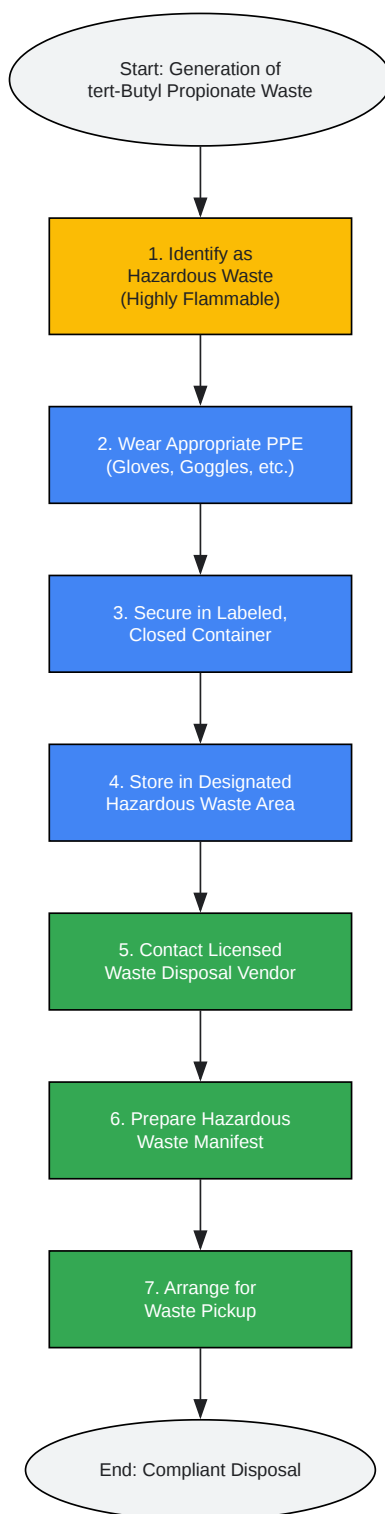 Start: Generation of
tert-Butyl Propionate Waste
1. Identify as
Hazardous Waste
(Highly Flammable)
2. Wear Appropriate PPE
(Gloves, Goggles, etc.)
3. Secure in Labeled,
Closed Container
4. Store in Designated
Hazardous Waste Area
5. Contact Licensed
Waste Disposal Vendor
6. Prepare Hazardous
Waste Manifest
7. Arrange for
Waste Pickup
End: Compliant Disposal